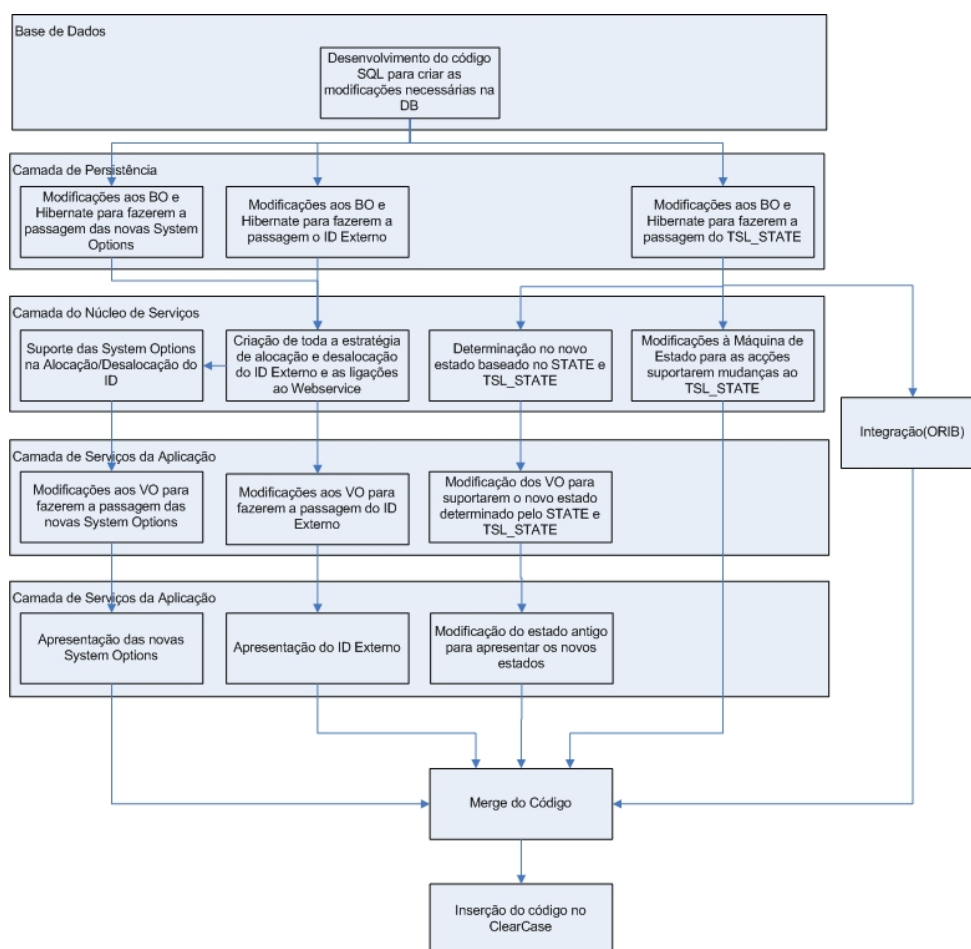 Base de Dados
Desenvolvimento do código
SQL para criar as
modificações necessárias na
DB
Camada de Persistência
Modificações aos BO e
Hibernate para fazerem a
passagem das novas System
Options
Modificações aos BO e
Hibernate para fazerem a
passagem o ID Externo
Modificações aos BO e
Hibernate para fazerem a
passagem do TSL_STATE
Camada do Núcleo de Serviços
Suporte das System Options
na Alocação/Desalocação do
ID
Criação de toda a estratégia
de alocação e desalocação
do ID Externo e as ligações
ao Webservice
Determinação no novo
estado baseado no STATE e
TSL_STATE
Modificações à Máquina de
Estado para as acções
suportarem mudanças ao
TSL_STATE
Integração(ORIB)
Camada de Serviços da Aplicação
Modificações aos VO para
fazerem a passagem das
novas System Options
Modificações aos VO para
fazerem a passagem do ID
Externo
Modificação dos VO para
suportarem o novo estado
determinado pelo STATE e
TSL_STATE
Camada de Serviços da Aplicação
Apresentação das novas
System Options
Apresentação do ID Externo
Modificação do estado antigo
para apresentar os novos
estados
Merge do Código
Inserção do código no
ClearCase